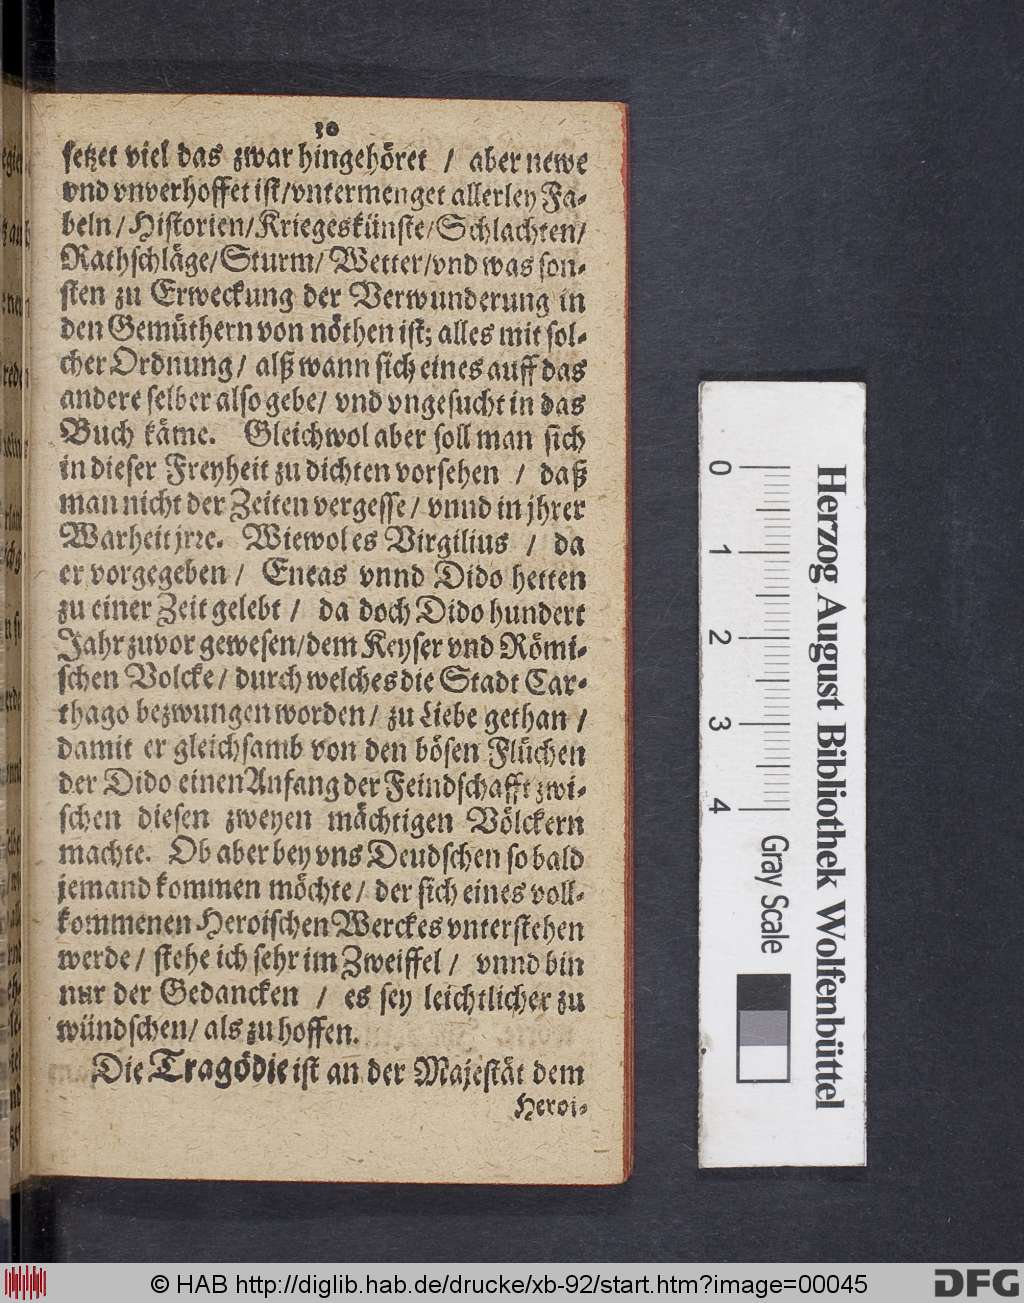 30
setzet viel das zwar hingehöret / aber newe
vnd vnverhoffet ist/vntermenget allerley Fa-
beln/Historien/Kriegeskünste/Schlachten/
Rathschläge/Sturm/ Wetter/vnd was son-
sten zu Erweckung der Verwunderung in
den Gemüthern von nöthen ist; alles mit sol-
cher Ordnung / alß wann sich eines auff das
andere selber also gebe/ vnd vngesucht in das
Buch käme. Gleichwol aber soll man sich
in dieser Freyheit zu dichten vorsehen / daß
man nicht der Zeiten vergesse / vnnd in jhrer
Warheit jrre. Wiewol es Virgilius / da
er vorgegeben / Eneas vnnd Dido hetten
zu einer Zeit gelebt / da doch Dido hundert
Jahr zuvor gewesen/dem Keyser vnd Römi-
schen Volcke / durch welches die Stadt Car-
thago bezwungen worden / zu Liebe gethan /
damit er gleichsamb von den bösen Flüchen
der Dido einen Anfang der Feindschafft zwi-
schen diesen zweyen mächtigen Völckern
machte. Ob aber bey vns Deudschen so bald
jemand kommen möchte / der sich eines voll-
kommenen Heroischen Werckes vnterstehen
werde / stehe ich sehr im Zweiffel / vnnd bin
nur der Gedancken / es sey leichtlicher zu
wündschen/ als zu hoffen.
Die Tragödie ist an der Majestät dem
Heroi-
0 1 2 3 4 Gray Scale
Herzog August Bibliothek Wolfenbüttel
© HAB http://diglib.hab.de/drucke/xb-92/start.htm?image=00045
DFG